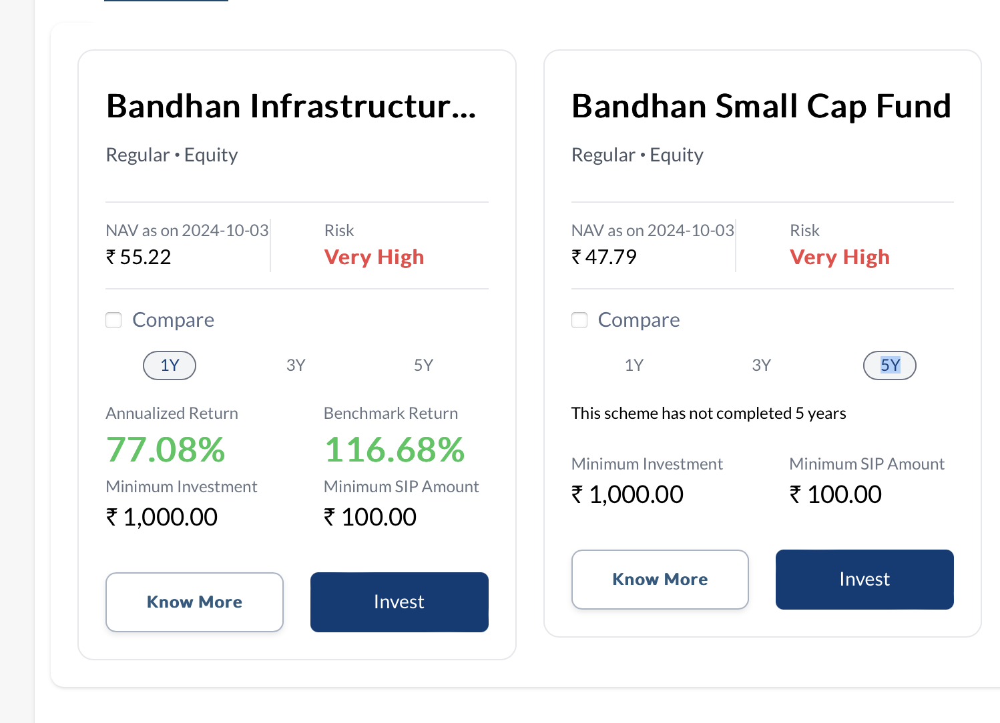 Bandhan Infrastructur...
Regular • Equity
NAV as on 2024-10-03
₹ 55.22
Risk
Very High
Compare
1Y 3Y 5Y
Annualized Return
77.08%
Benchmark Return
116.68%
Minimum Investment
₹ 1,000.00
Minimum SIP Amount
₹ 100.00
Know More
Invest
Bandhan Small Cap Fund
Regular • Equity
NAV as on 2024-10-03
₹ 47.79
Risk
Very High
Compare
1Y 3Y 5Y
This scheme has not completed 5 years
Minimum Investment
₹ 1,000.00
Minimum SIP Amount
₹ 100.00
Know More
Invest